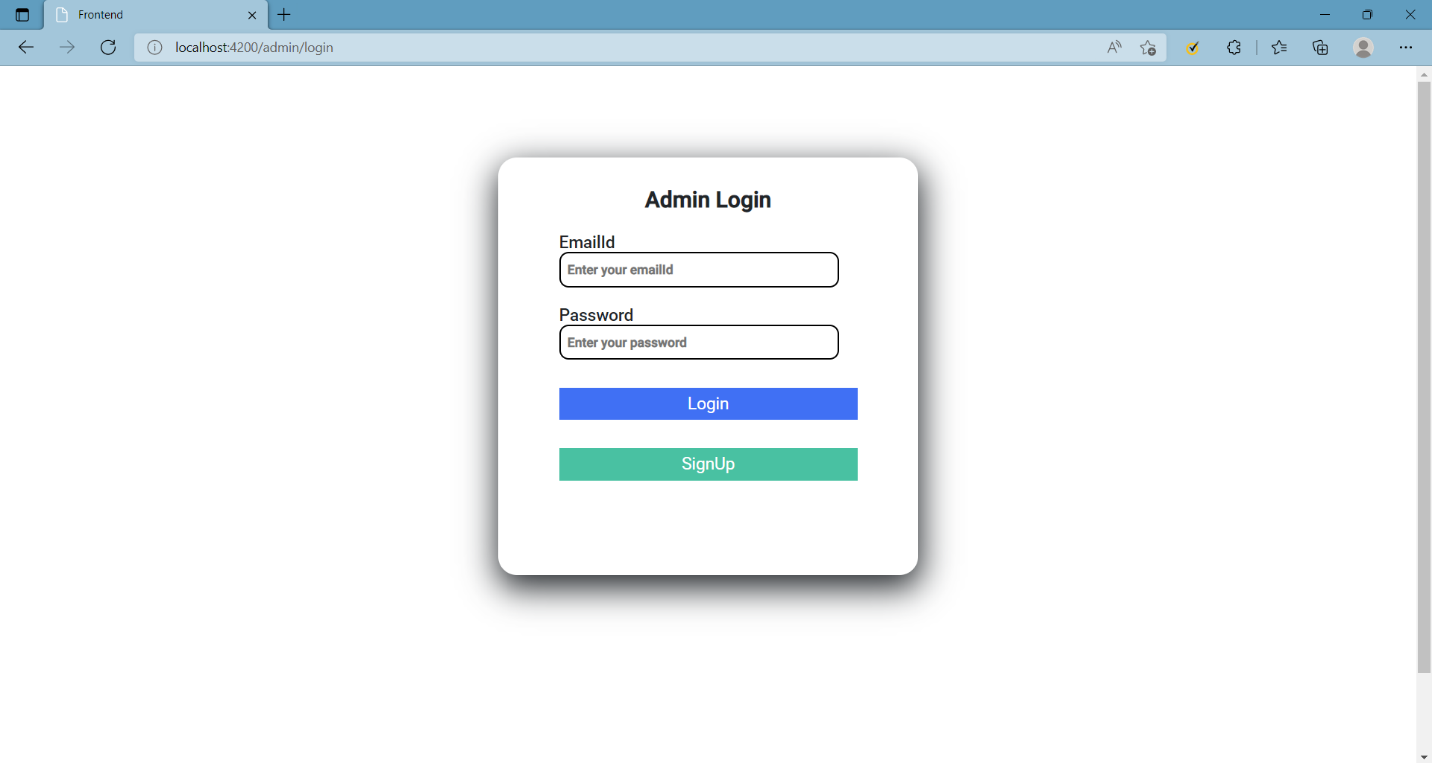 Frontend
localhost:4200/admin/login
Admin Login
EmailId
Enter your emailId
Password
Enter your password
Login
SignUp